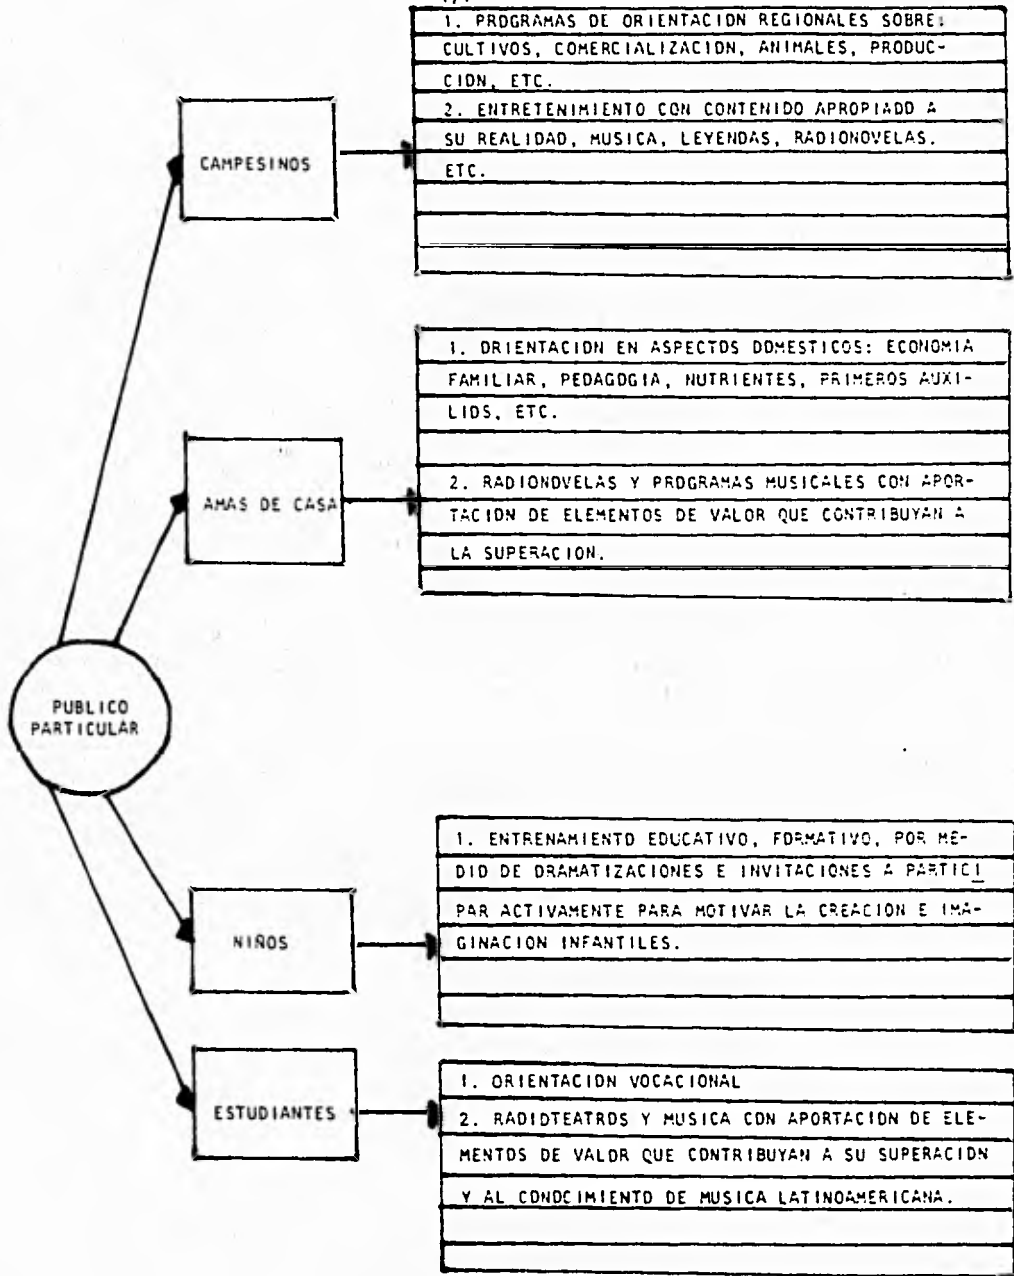 1. PROGRAMAS DE ORIENTACION REGIONALES SOBRE:
CULTIVOS, COMERCIALIZACION, ANIMALES, PRODUC-
CION, ETC.
2. ENTRETENIMIENTO CON CONTENIDO APROPIADO A
SU REALIDAD, MUSICA, LEYENDAS, RADIONOVELAS.
ETC.
CAMPESINOS
1. ORIENTACION EN ASPECTOS DOMESTICOS: ECONOMIA
FAMILIAR, PEDAGOGIA, NUTRIENTES, PRIMEROS AUXI-
LIOS, ETC.
2. RADIONOVELAS Y PROGRAMAS MUSICALES CON APOR-
TACION DE ELEMENTOS DE VALOR QUE CONTRIBUYAN A
LA SUPERACION.
AMAS DE CASA
PUBLICO
PARTICULAR
1. ENTRENAMIENTO EDUCATIVO, FORMATIVO, POR ME-
DIO DE DRAMATIZACIONES E INVITACIONES A PARTICI
PAR ACTIVAMENTE PARA MOTIVAR LA CREACION E IMA-
GINACION INFANTILES.
NIÑOS
1. ORIENTACION VOCACIONAL
2. RADIOTEATROS Y MUSICA CON APORTACION DE ELE-
MENTOS DE VALOR QUE CONTRIBUYAN A SU SUPERACION
Y AL CONOCIMIENTO DE MUSICA LATINOAMERICANA.
ESTUDIANTES